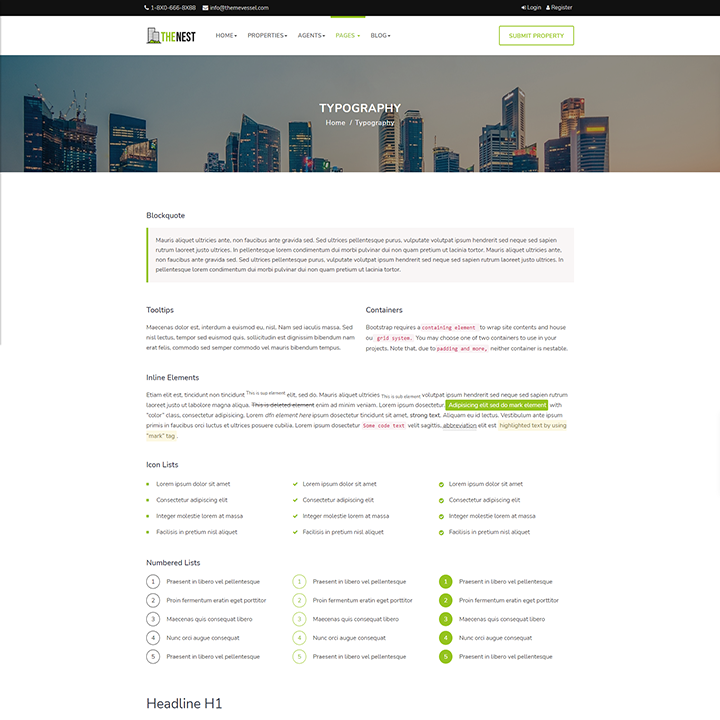 1-8X0-666-8X88 info@themevessel.com Login Register
THENEST HOME PROPERTIES AGENTS PAGES BLOG SUBMIT PROPERTY
TYPOGRAPHY
Home / Typography
Blockquote
Mauris aliquet ultricies ante, non faucibus ante gravida sed. Sed ultrices pellentesque purus, vulputate volutpat ipsum hendrerit sed neque sed sapien
rutrum laoreet justo ultrices. In pellentesque lorem condimentum dui morbi pulvinar dui non quam pretium ut lacinia tortor. Mauris aliquet ultricies ante,
non faucibus ante gravida sed. Sed ultrices pellentesque purus, vulputate volutpat ipsum hendrerit sed neque sed sapien rutrum laoreet justo ultrices. In
pellentesque lorem condimentum dui morbi pulvinar dui non quam pretium ut lacinia tortor.
Tooltips
Maecenas dolor est, interdum a euismod eu, nisl. Nam sed iaculis massa. Sed
nisl lectus, tempor sed euismod quis, sollicitudin est dignissim bibendum nam
erat felis, commodo sed semper commodo vel mauris bibendum tempus.
Containers
Bootstrap requires a containing element to wrap site contents and house
ou grid system. You may choose one of two containers to use in your
projects. Note that, due to padding and more, neither container is nestable.
Inline Elements
Etiam elit est, tincidunt non tincidunt This is sup element elit, sed do. Mauris aliquet ultricies This is sub element volutpat ipsum hendrerit sed neque sed sapien rutrum
laoreet justo ut labolore magna aliqua. This is deleted element enim ad minim veniam. Lorem ipsum dosectetur Adipisicing elit sed do mark element with
"color" class, consectetur adipisicing. Lorem dfn element here ipsum dosectetur tincidunt sit amet, strong text. Aliquam eu id lectus. Vestibulum ante ipsum
primis in faucibus orci luctus et ultrices posuere cubilia. Lorem ipsum dosectetur Some code text velit sagittis, abbreviation elit est highlighted text by using
"mark" tag .
Icon Lists
Lorem ipsum dolor sit amet
Consectetur adipiscing elit
Integer molestie lorem at massa
Facilisis in pretium nisl aliquet
Lorem ipsum dolor sit amet
Consectetur adipiscing elit
Integer molestie lorem at massa
Facilisis in pretium nisl aliquet
Lorem ipsum dolor sit amet
Consectetur adipiscing elit
Integer molestie lorem at massa
Facilisis in pretium nisl aliquet
Numbered Lists
1 Praesent in libero vel pellentesque
2 Proin fermentum eratin eget porttitor
3 Maecenas quis consequat libero
4 Nunc orci augue consequat
5 Praesent in libero vel pellentesque
1 Praesent in libero vel pellentesque
2 Proin fermentum eratin eget porttitor
3 Maecenas quis consequat libero
4 Nunc orci augue consequat
5 Praesent in libero vel pellentesque
1 Praesent in libero vel pellentesque
2 Proin fermentum eratin eget porttitor
3 Maecenas quis consequat libero
4 Nunc orci augue consequat
5 Praesent in libero vel pellentesque
Headline H1